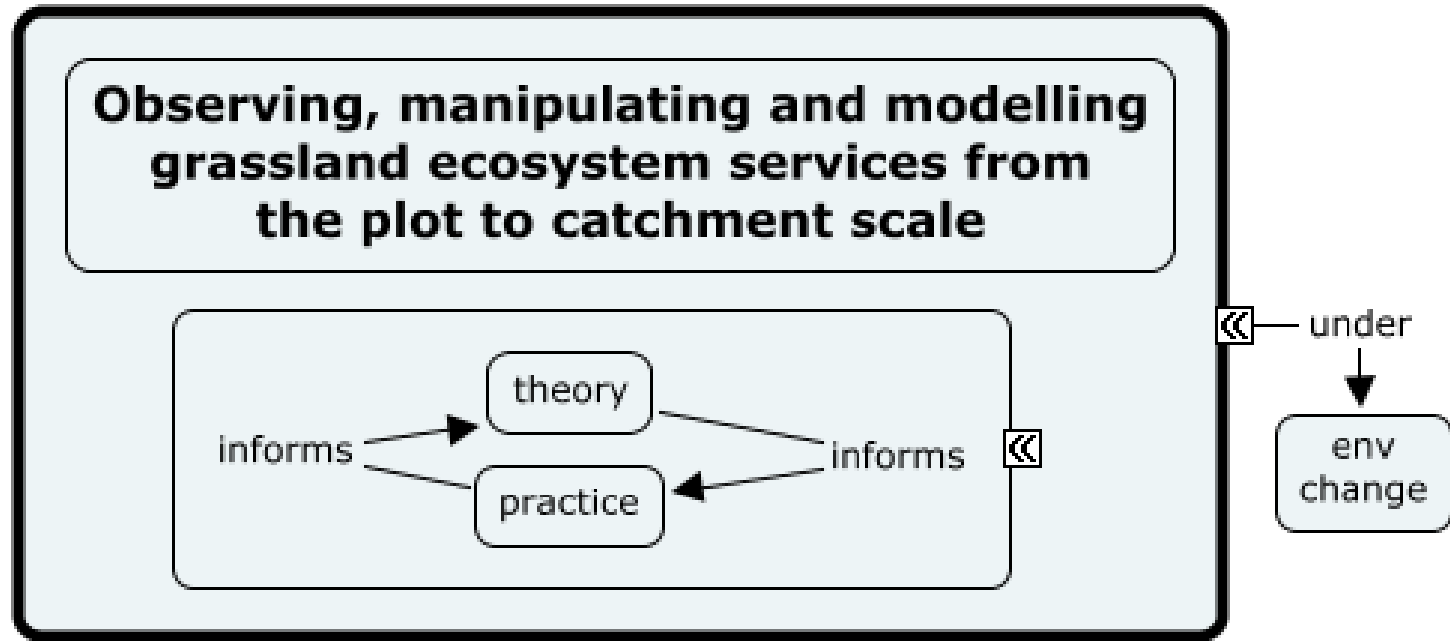 Observing, manipulating and modelling
grassland ecosystem services from
the plot to catchment scale
under
theory
informs
informs
practice
env
change